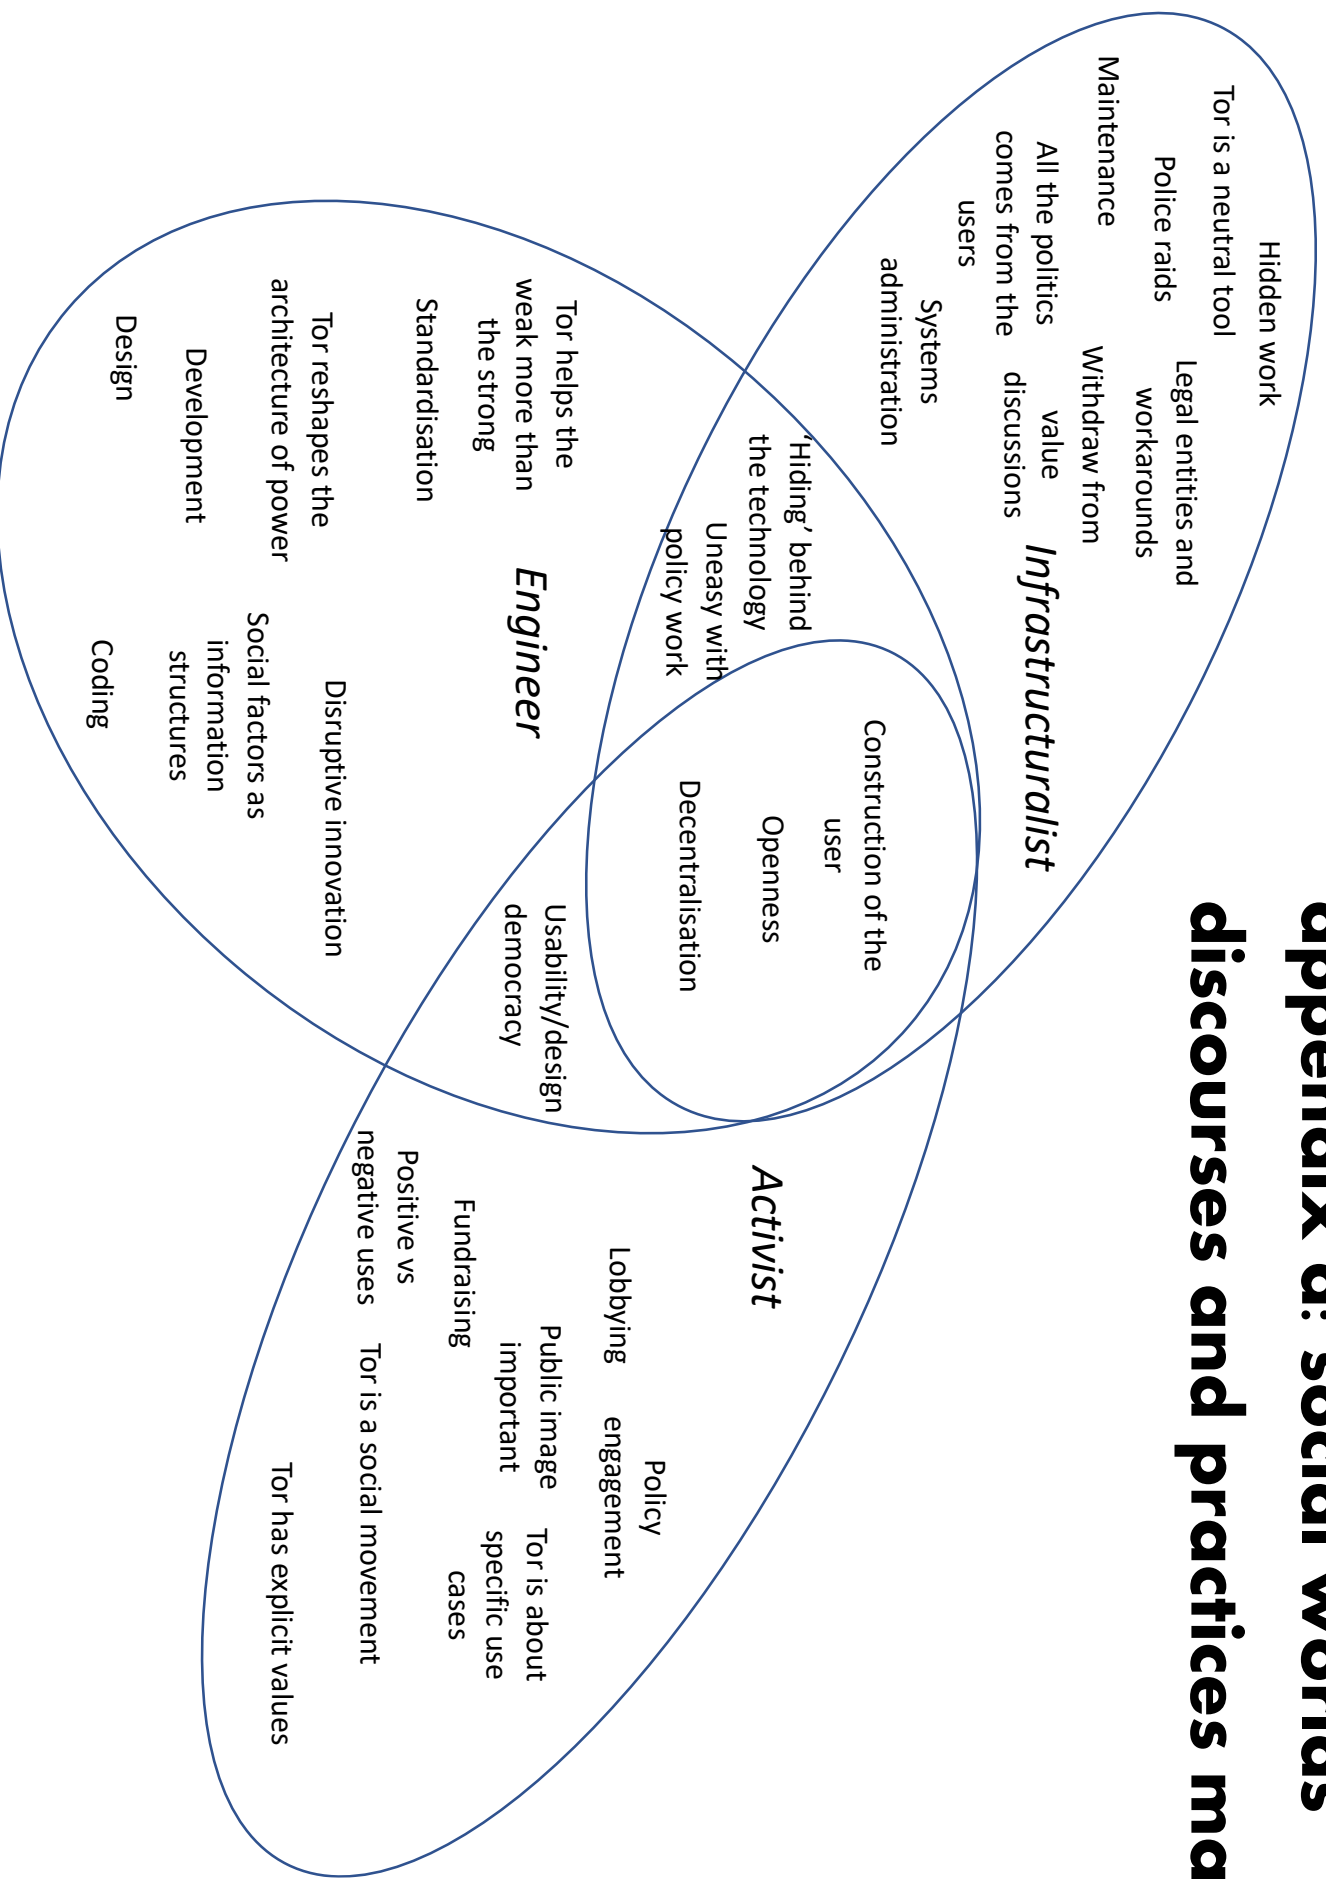 appendix a: social worlds
discourses and practices ma
Hidden work
Tor is a neutral tool
Police raids
Legal entities and
workarounds
Maintenance
Withdraw from
value
discussions
All the politics
comes from the
users
Systems
administration
Infrastructuralist
'Hiding' behind
the technology
Uneasy with
policy work
Construction of the
user
Openness
Decentralisation
Activist
Lobbying
Policy
engagement
Public image
important
Tor is about
specific use
cases
Fundraising
Positive vs
negative uses
Tor is a social movement
Tor has explicit values
Usability/design
democracy
Engineer
Tor helps the
weak more than
the strong
Standardisation
Tor reshapes the
architecture of power
Disruptive innovation
Development
Social factors as
information
structures
Design
Coding